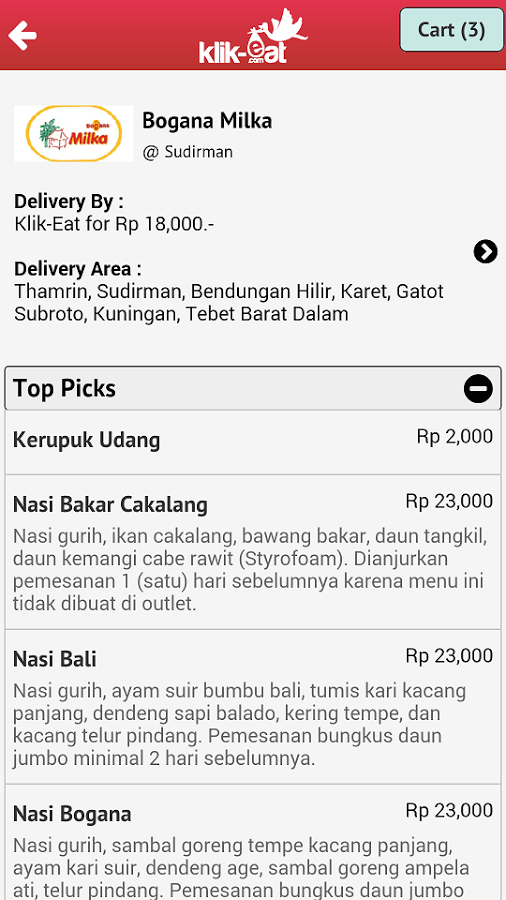 klik-eat
.com
Cart (3)
BOGANA
Milka
Bogana Milka
@ Sudirman
Delivery By :
Klik-Eat for Rp 18,000.-
Delivery Area :
Thamrin, Sudirman, Bendungan Hilir, Karet, Gatot
Subroto, Kuningan, Tebet Barat Dalam
Top Picks
Kerupuk Udang
Rp 2,000
Nasi Bakar Cakalang
Rp 23,000
Nasi gurih, ikan cakalang, bawang bakar, daun tangkil,
daun kemangi cabe rawit (Styrofoam). Dianjurkan
pemesanan 1 (satu) hari sebelumnya karena menu ini
tidak dibuat di outlet.
Nasi Bali
Rp 23,000
Nasi gurih, ayam suir bumbu bali, tumis kari kacang
panjang, dendeng sapi balado, kering tempe, dan
kacang telur pindang. Pemesanan bungkus daun
jumbo minimal 2 hari sebelumnya.
Nasi Bogana
Rp 23,000
Nasi gurih, sambal goreng tempe kacang panjang,
ayam kari suir, dendeng age, sambal goreng ampela
ati, telur pindang. Pemesanan bungkus daun jumbo